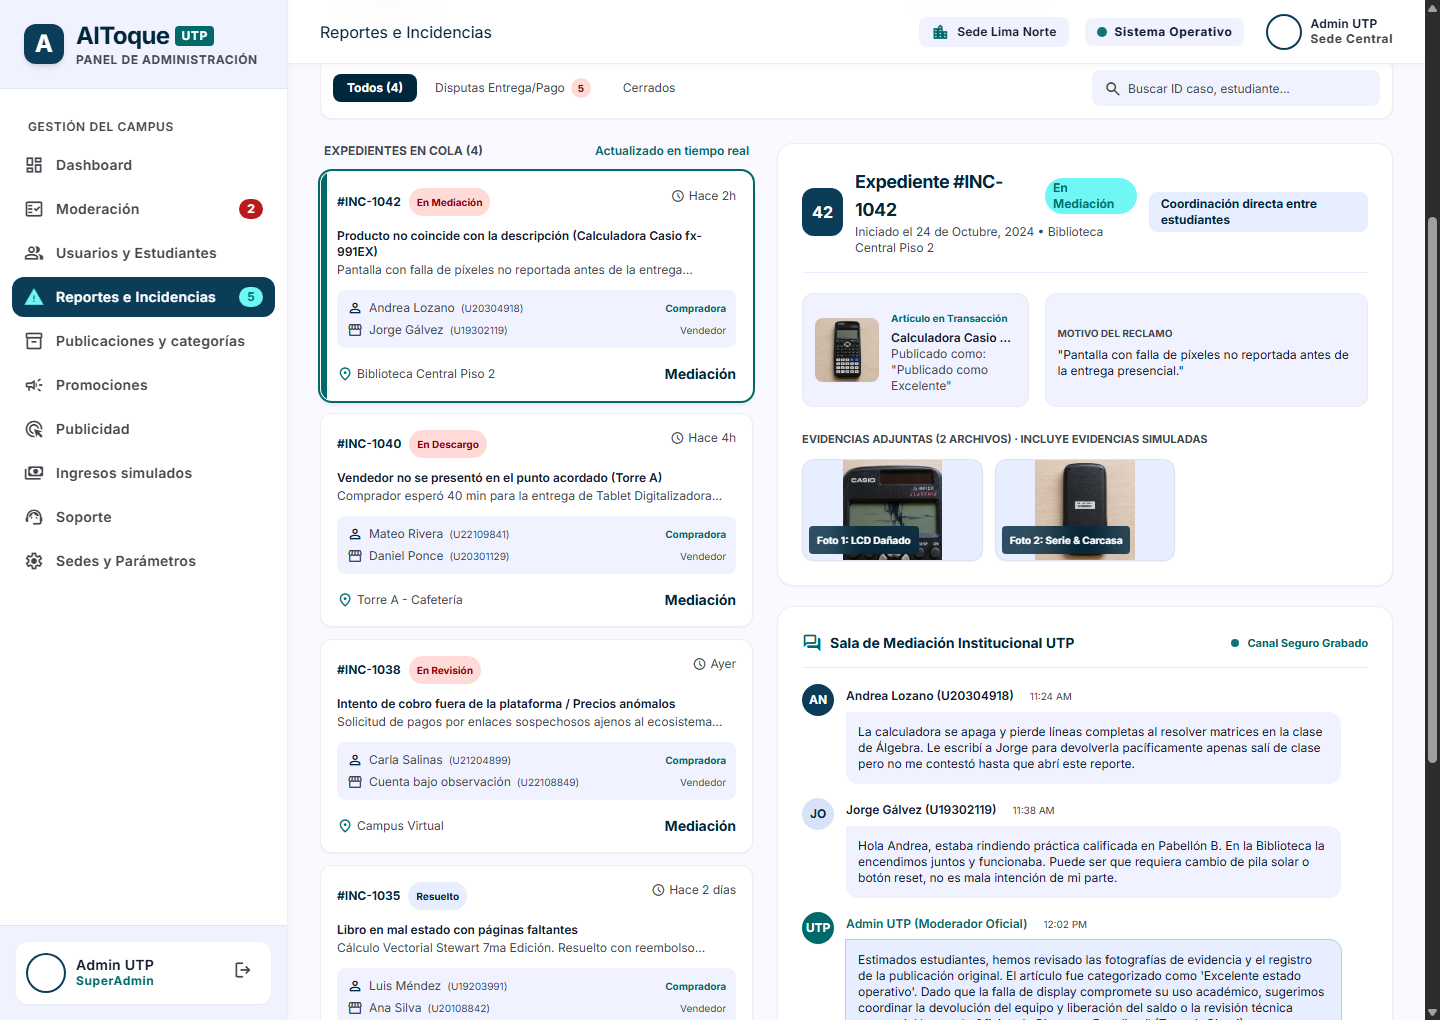 A
AlToque UTP
PANEL DE ADMINISTRACIÓN
GESTIÓN DEL CAMPUS
Dashboard
Moderación 2
Usuarios y Estudiantes
Reportes e Incidencias 5
Publicaciones y categorías
Promociones
Publicidad
Ingresos simulados
Soporte
Sedes y Parámetros
Admin UTP
SuperAdmin
Reportes e Incidencias
Sede Lima Norte
Sistema Operativo
Admin UTP
Sede Central
Todos (4)
Disputas Entrega/Pago 5
Cerrados
Buscar ID caso, estudiante...
EXPEDIENTES EN COLA (4)
Actualizado en tiempo real
#INC-1042 En Mediación Hace 2h
Producto no coincide con la descripción (Calculadora Casio fx-
991EX)
Pantalla con falla de píxeles no reportada antes de la entrega...
Andrea Lozano (U20304918) Compradora
Jorge Gálvez (U19302119) Vendedor
Biblioteca Central Piso 2 Mediación
#INC-1040 En Descargo Hace 4h
Vendedor no se presentó en el punto acordado (Torre A)
Comprador esperó 40 min para la entrega de Tablet Digitalizadora...
Mateo Rivera (U22109841) Compradora
Daniel Ponce (U20301129) Vendedor
Torre A - Cafetería Mediación
#INC-1038 En Revisión Ayer
Intento de cobro fuera de la plataforma / Precios anómalos
Solicitud de pagos por enlaces sospechosos ajenos al ecosistema...
Carla Salinas (U21204899) Compradora
Cuenta bajo observación (U22108849) Vendedor
Campus Virtual Mediación
#INC-1035 Resuelto Hace 2 días
Libro en mal estado con páginas faltantes
Cálculo Vectorial Stewart 7ma Edición. Resuelto con reembolso...
Luis Méndez (U19203991) Compradora
Ana Silva (U20108842) Vendedor
42
Expediente #INC-
1042
En
Mediación
Coordinación directa entre
estudiantes
Iniciado el 24 de Octubre, 2024 • Biblioteca
Central Piso 2
Artículo en Transacción
Calculadora Casio ...
Publicado como:
"Publicado como
Excelente"
MOTIVO DEL RECLAMO
"Pantalla con falla de píxeles no reportada antes de
la entrega presencial."
EVIDENCIAS ADJUNTAS (2 ARCHIVOS) · INCLUYE EVIDENCIAS SIMULADAS
CASIO
Foto 1: LCD Dañado
Foto 2: Serie & Carcasa
Sala de Mediación Institucional UTP
Canal Seguro Grabado
AN
Andrea Lozano (U20304918) 11:24 AM
La calculadora se apaga y pierde líneas completas al resolver matrices en la clase
de Álgebra. Le escribí a Jorge para devolverla pacíficamente apenas salí de clase
pero no me contestó hasta que abrí este reporte.
JO
Jorge Gálvez (U19302119) 11:38 AM
Hola Andrea, estaba rindiendo práctica calificada en Pabellón B. En la Biblioteca la
encendimos juntos y funcionaba. Puede ser que requiera cambio de pila solar o
botón reset, no es mala intención de mi parte.
UTP
Admin UTP (Moderador Oficial) 12:02 PM
Estimados estudiantes, hemos revisado las fotografías de evidencia y el registro
de la publicación original. El artículo fue categorizado como 'Excelente estado
operativo'. Dado que la falla de display compromete su uso académico, sugerimos
coordinar la devolución del equipo y liberación del saldo o la revisión técnica